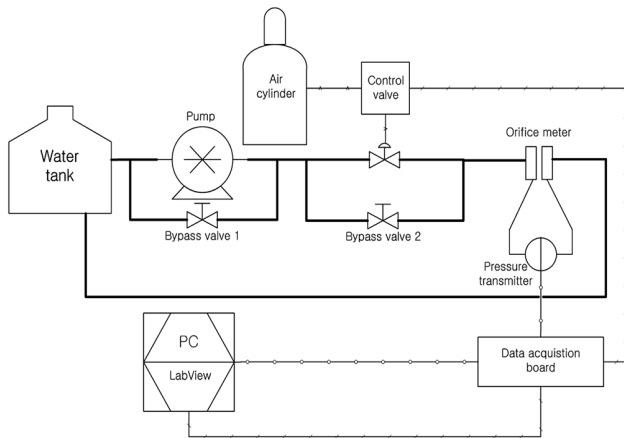 Air
cylinder
Control
valve
Pump
Orifice meter
Water
tank
Bypass valve 1
Bypass valve 2
Pressure
transmitter
PC
LabView
Data acquistion
board